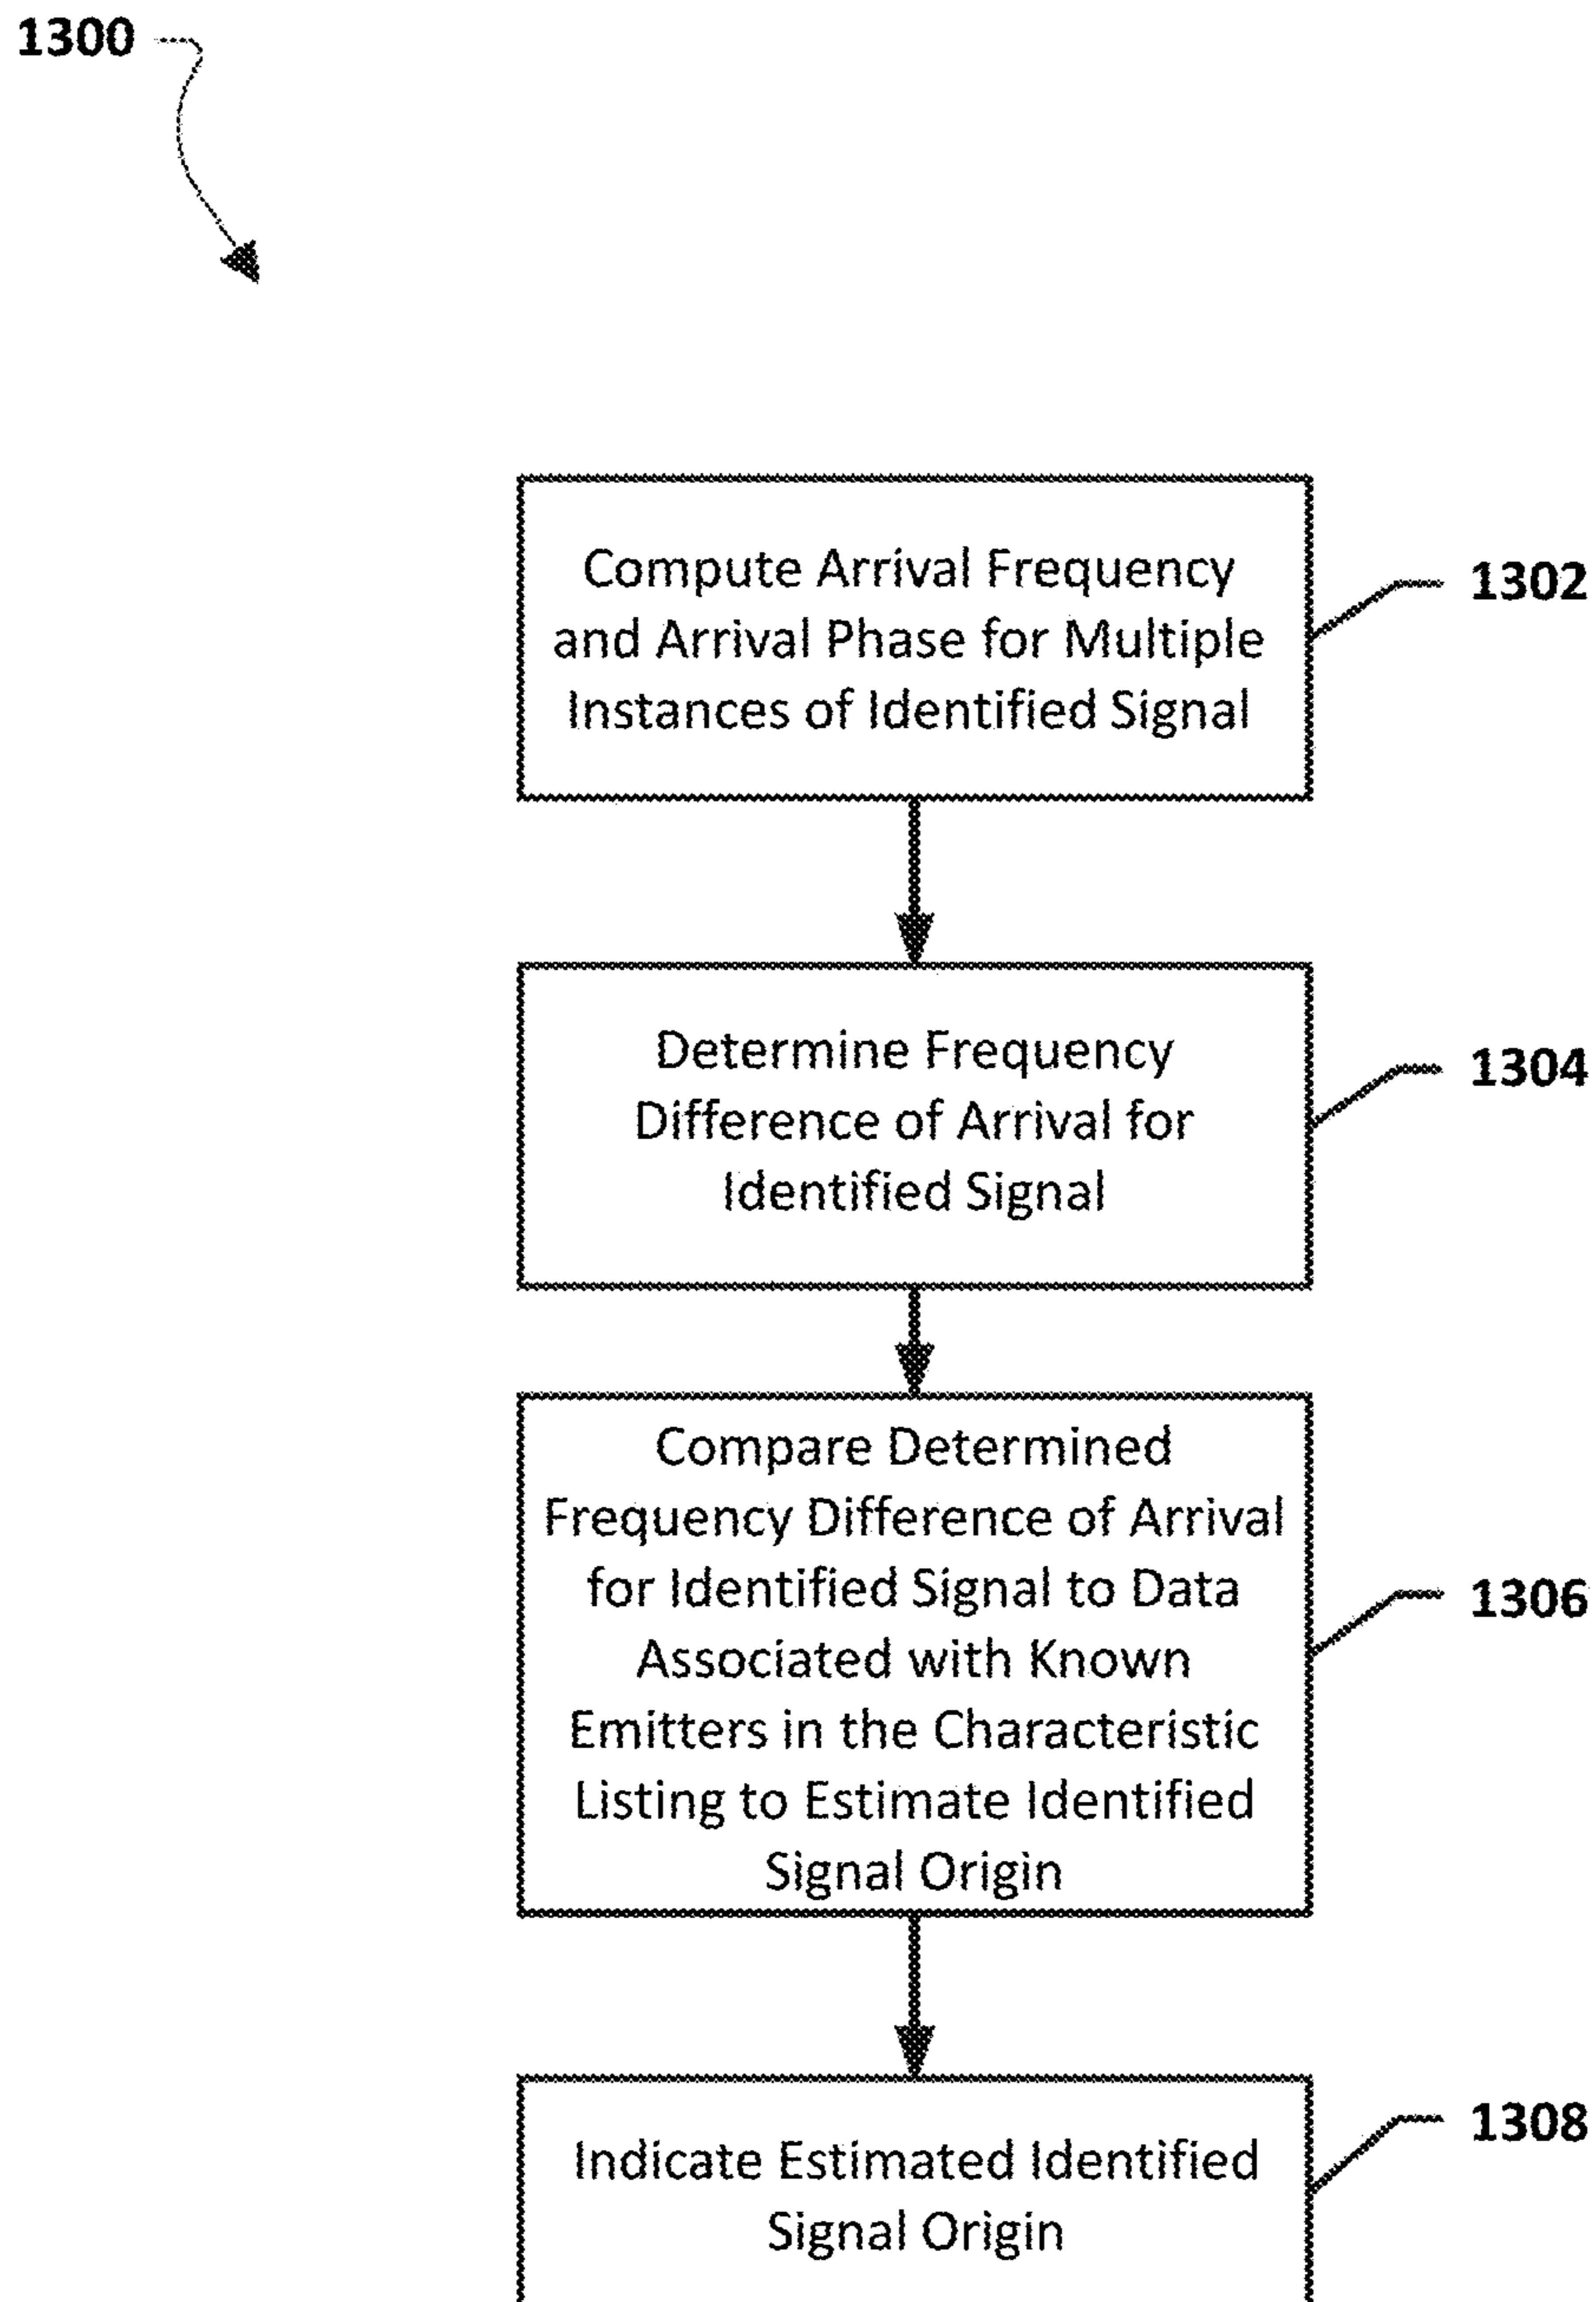 1300
Compute Arrival Frequency
and Arrival Phase for Multiple
Instances of Identified Signal
1302
Determine Frequency
Difference of Arrival for
Identified Signal
1304
Compare Determined
Frequency Difference of Arrival
for Identified Signal to Data
Associated with Known
Emitters in the Characteristic
Listing to Estimate Identified
Signal Origin
1306
Indicate Estimated Identified
Signal Origin
1308